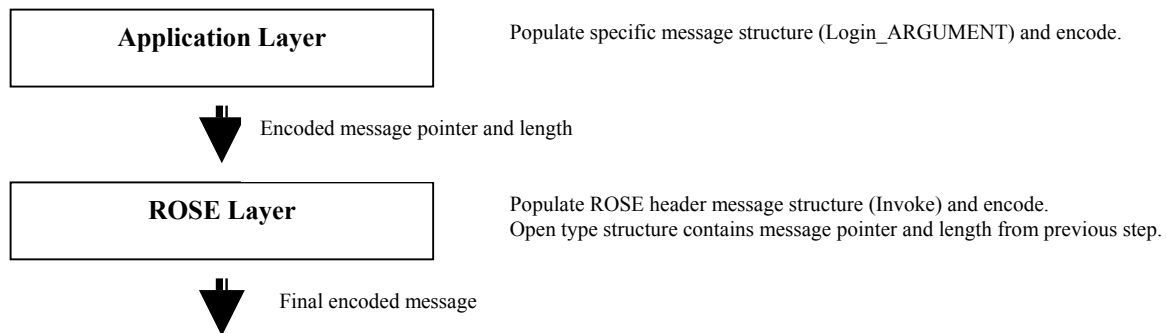 Application Layer
Populate specific message structure (Login_ARGUMENT) and encode.
Encoded message pointer and length
ROSE Layer
Populate ROSE header message structure (Invoke) and encode.
Open type structure contains message pointer and length from previous step.
Final encoded message